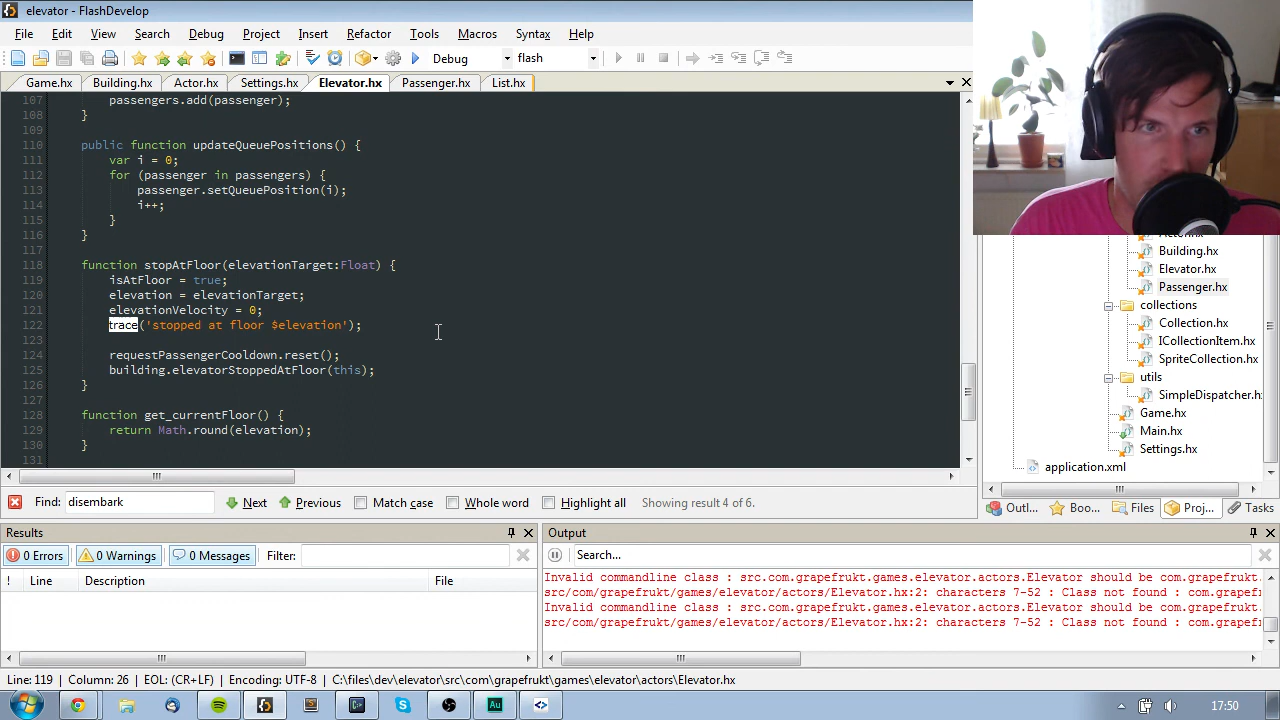 elevator - FlashDevelop
File Edit View Search Debug Project Insert Refactor Tools Macros Syntax Help
Debug flash
Game.hx Building.hx Actor.hx Settings.hx Elevator.hx Passenger.hx List.hx
107 passengers.add(passenger);
108 }
109
110 public function updateQueuePositions() {
111 var i = 0;
112 for (passenger in passengers) {
113 passenger.setQueuePosition(i);
114 i++;
115 }
116 }
117
118 function stopAtFloor(elevationTarget:Float) {
119 isAtFloor = true;
120 elevation = elevationTarget;
121 elevationVelocity = 0;
122 trace('stopped at floor $elevation');
123
124 requestPassengerCooldown.reset();
125 building.elevatorStoppedAtFloor(this);
126 }
127
128 function get_currentFloor() {
129 return Math.round(elevation);
130 }
131
Building.hx
Elevator.hx
Passenger.hx
collections
Collection.hx
ICollectionItem.hx
SpriteCollection.hx
utils
SimpleDispatcher.h
Game.hx
Main.hx
Settings.hx
application.xml
Find: disembark Next Previous Match case Whole word Highlight all Showing result 4 of 6.
Outl... Boo... Files Proj... Tasks
Results
0 Errors 0 Warnings 0 Messages Filter:
! Line Description File
Output
Search...
Invalid commandline class : src.com.grapefrukt.games.elevator.actors.Elevator should be com.grapefrukt.
src/com/grapefrukt/games/elevator/actors/Elevator.hx:2: characters 7-52 : Class not found : com.grapef
Invalid commandline class : src.com.grapefrukt.games.elevator.actors.Elevator should be com.grapefrukt.
src/com/grapefrukt/games/elevator/actors/Elevator.hx:2: characters 7-52 : Class not found : com.grapef
Line: 119 Column: 26 EOL: (CR+LF) Encoding: UTF-8 C:\files\dev\elevator\src\com\grapefrukt\games\elevator\actors\Elevator.hx
Au 17:50